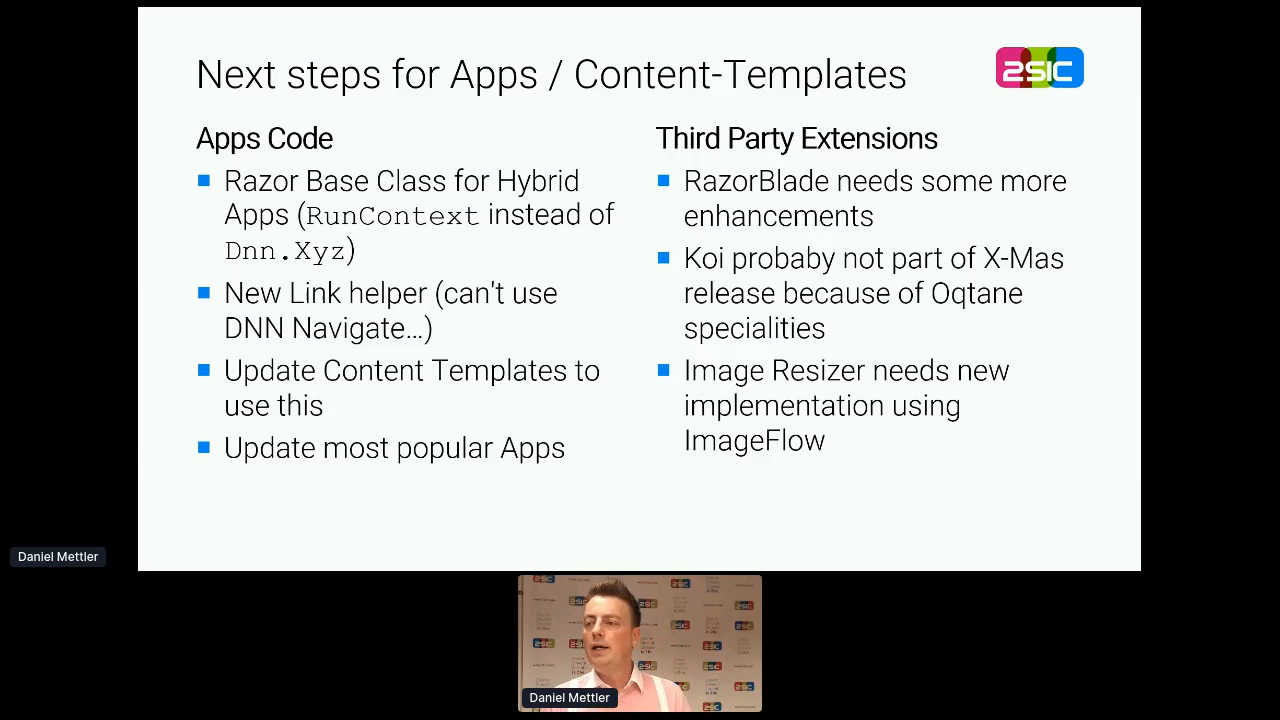 Next steps for Apps / Content-Templates
2SIC
Apps Code
Razor Base Class for Hybrid
Apps (RunContext instead of
Dnn.Xyz)
New Link helper (can't use
DNN Navigate...)
Update Content Templates to
use this
Update most popular Apps
Third Party Extensions
RazorBlade needs some more
enhancements
Koi probaby not part of X-Mas
release because of Oqtane
specialities
Image Resizer needs new
implementation using
ImageFlow
Daniel Mettler
Daniel Mettler